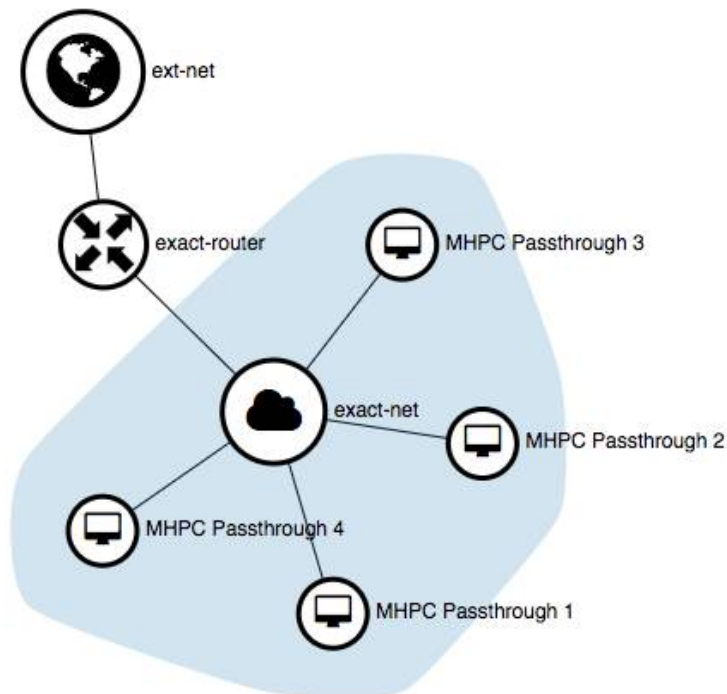 ext-net
exact-router
MHPC Passthrough 3
exact-net
MHPC Passthrough 2
MHPC Passthrough 4
MHPC Passthrough 1